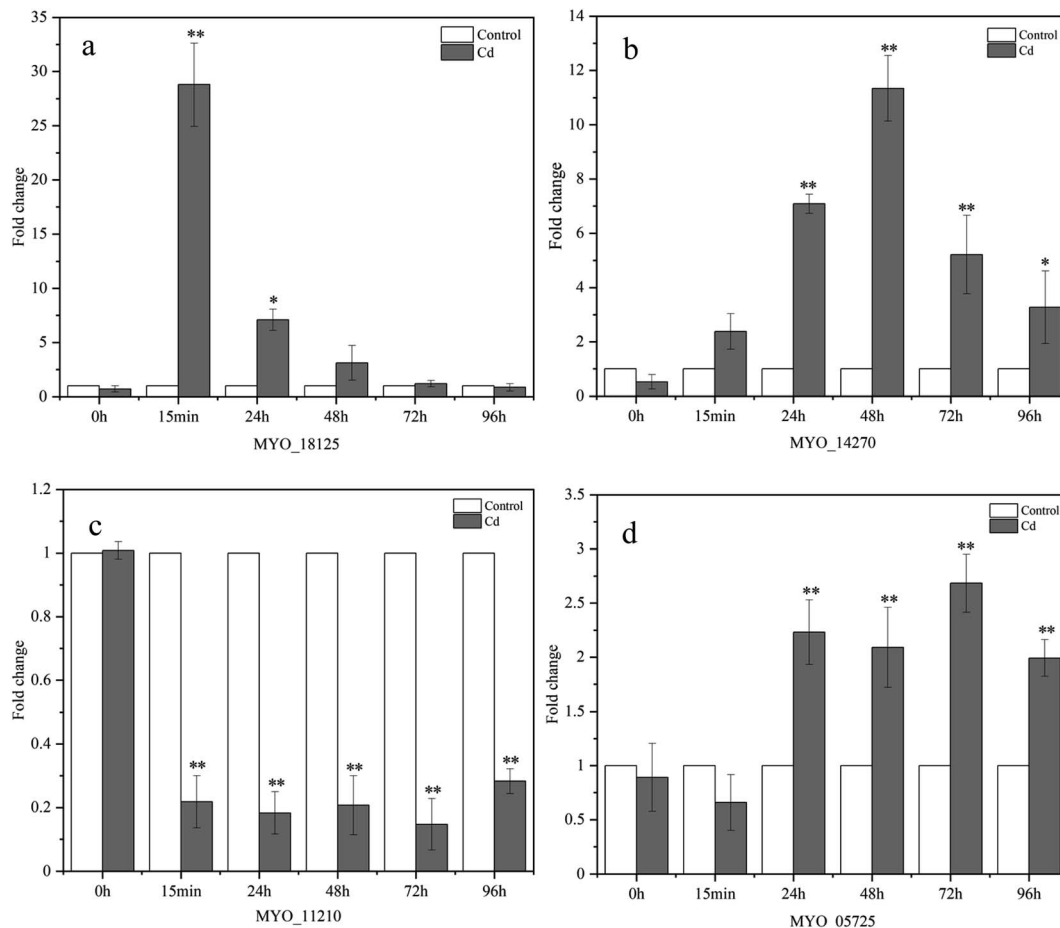 a
Control
Cd
35
30
25
20
15
10
5
0
Fold change
**
*
0h 15min 24h 48h 72h 96h
MYO_18125
b
Control
Cd
14
12
10
8
6
4
2
0
Fold change
**
**
**
*
0h 15min 24h 48h 72h 96h
MYO_14270
c
Control
Cd
1.2
1
0.8
0.6
0.4
0.2
0
Fold change
** ** ** ** **
0h 15min 24h 48h 72h 96h
MYO_11210
d
Control
Cd
3.5
3
2.5
2
1.5
1
0.5
0
Fold change
** ** ** **
0h 15min 24h 48h 72h 96h
MYO_05725